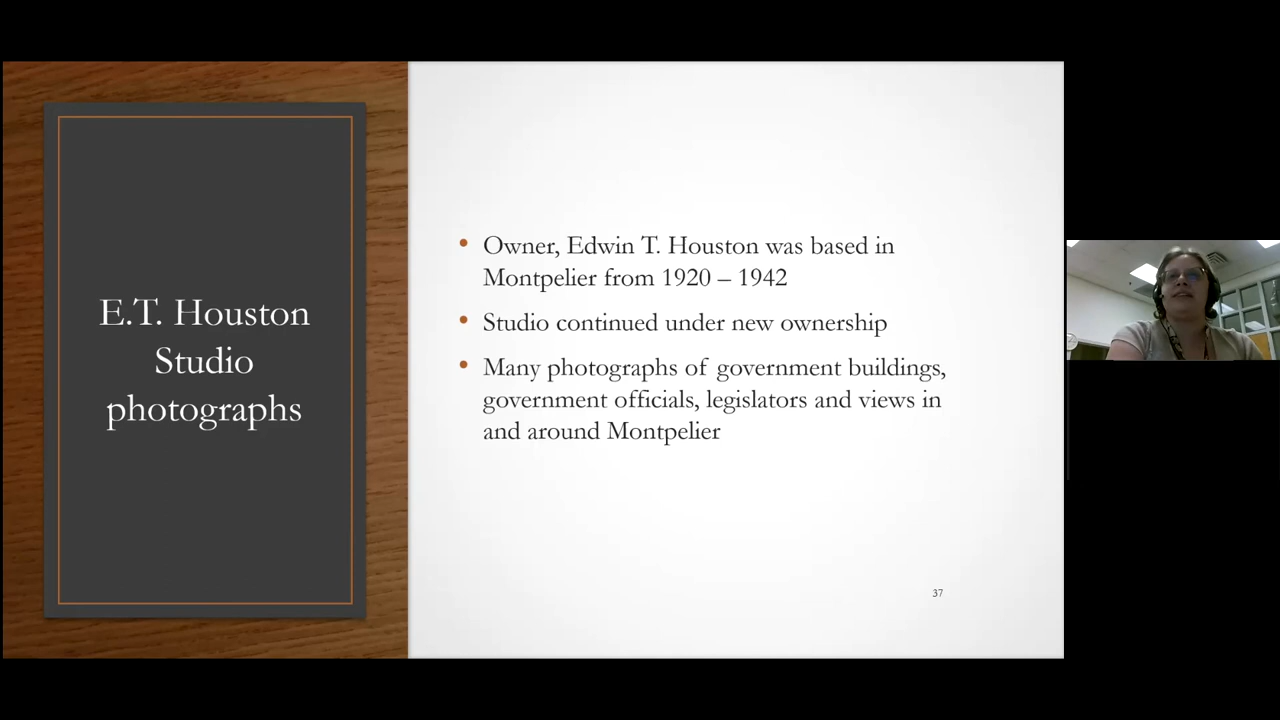 E.T. Houston
Studio
photographs
• Owner, Edwin T. Houston was based in
Montpelier from 1920 – 1942
• Studio continued under new ownership
• Many photographs of government buildings,
government officials, legislators and views in
and around Montpelier
37